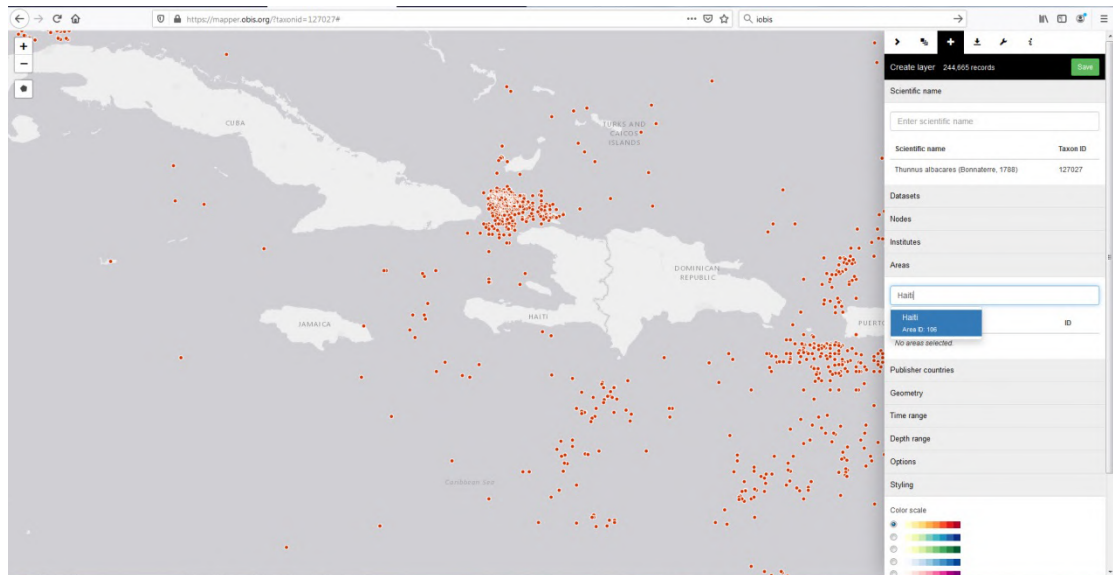 https://mapper.obis.org/?taxonid=127027#
iobis
Create layer 244,665 records Save
Scientific name
Enter scientific name
Scientific name Taxon ID
Thunnus albacares (Bonnaterre, 1788) 127027
Datasets
Nodes
Institutes
Areas
Haiti
Haiti
Area ID: 186
ID
No areas selected.
Publisher countries
Geometry
Time range
Depth range
Options
Styling
Color scale
CUBA
TURKS AND
CAICOS
ISLANDS
DOMINICAN
REPUBLIC
HAITI
JAMAICA
PUERTO
Caribbean Sea